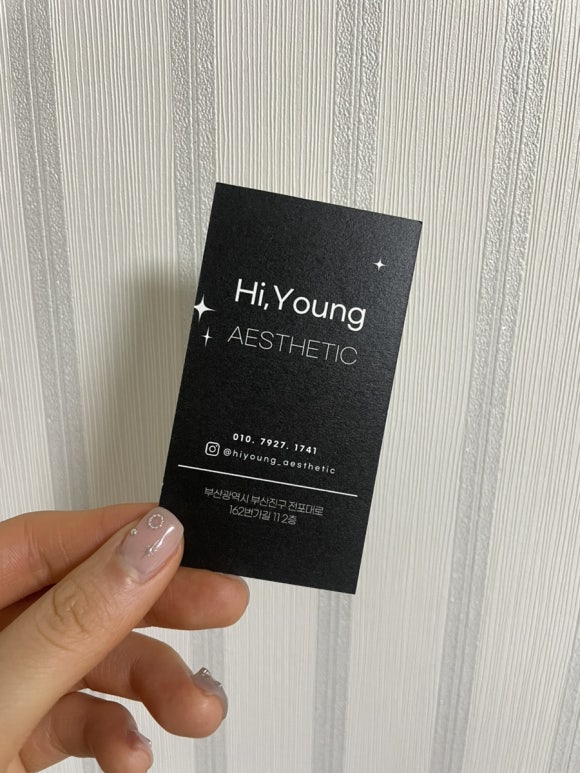 Hi,Young
AESTHETIC
010. 7927. 1741
@hiyoung_aesthetic
부산광역시 부산진구 전포대로
162번가길 11 2층